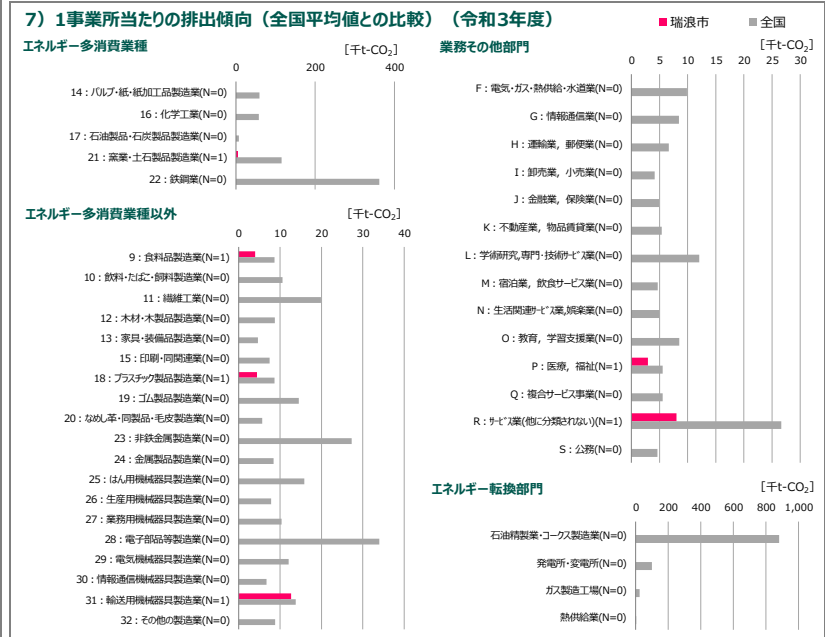 7）1事業所当たりの排出傾向（全国平均値との比較）（令和3年度）
瑞浪市 全国
エネルギー多消費業種
[千t-CO₂]
0 200 400
14：パルプ・紙・紙加工品製造業(N=0)
16：化学工業(N=0)
17：石油製品・石炭製品製造業(N=0)
21：窯業・土石製品製造業(N=1)
22：鉄鋼業(N=0)
エネルギー多消費業種以外
[千t-CO₂]
0 10 20 30 40
9：食料品製造業(N=1)
10：飲料・たばこ・飼料製造業(N=0)
11：繊維工業(N=0)
12：木材・木製品製造業(N=0)
13：家具・装備品製造業(N=0)
15：印刷・同関連業(N=0)
18：プラスチック製品製造業(N=1)
19：ゴム製品製造業(N=0)
20：なめし革・同製品・毛皮製造業(N=0)
23：非鉄金属製造業(N=0)
24：金属製品製造業(N=0)
25：はん用機械器具製造業(N=0)
26：生産用機械器具製造業(N=0)
27：業務用機械器具製造業(N=0)
28：電子部品等製造業(N=0)
29：電気機械器具製造業(N=0)
30：情報通信機械器具製造業(N=0)
31：輸送用機械器具製造業(N=1)
32：その他の製造業(N=0)
業務その他部門
[千t-CO₂]
0 5 10 15 20 25 30
F：電気・ガス・熱供給・水道業(N=0)
G：情報通信業(N=0)
H：運輸業，郵便業(N=0)
I：卸売業，小売業(N=0)
J：金融業，保険業(N=0)
K：不動産業，物品賃貸業(N=0)
L：学術研究,専門・技術ｻｰﾋﾞｽ業(N=0)
M：宿泊業，飲食サービス業(N=0)
N：生活関連ｻｰﾋﾞｽ業,娯楽業(N=0)
O：教育，学習支援業(N=0)
P：医療，福祉(N=1)
Q：複合サービス事業(N=0)
R：ｻｰﾋﾞｽ業(他に分類されない)(N=1)
S：公務(N=0)
エネルギー転換部門
[千t-CO₂]
0 200 400 600 800 1,000
石油精製業・コークス製造業(N=0)
発電所・変電所(N=0)
ガス製造工場(N=0)
熱供給業(N=0)